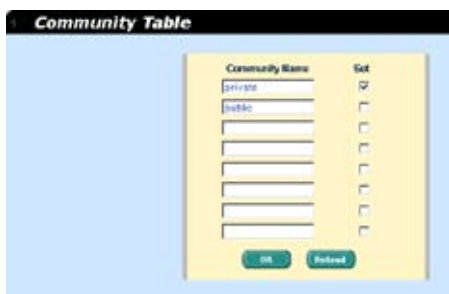 Community Table
Community Name Set
private
public
OK Reload